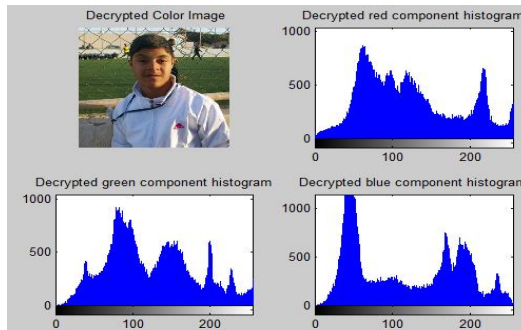 Decrypted Color Image
Decrypted red component histogram
1000
500
0
0 100 200
Decrypted green component histogram
1000
500
0
0 100 200
Decrypted blue component histogram
1000
500
0
0 100 200